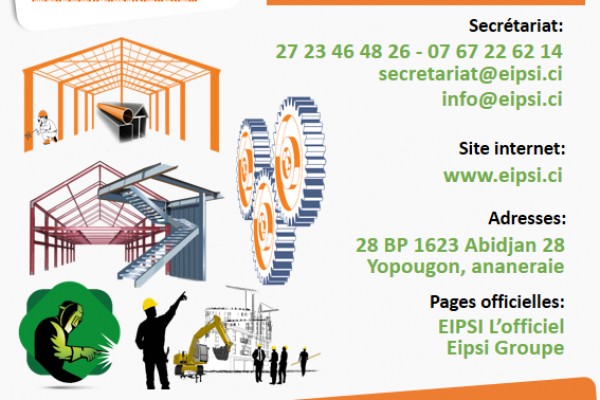 Secrétariat:
27 23 46 48 26 - 07 67 22 62 14
secretariat@eipsi.ci
info@eipsi.ci
Site internet:
www.eipsi.ci
Adresses:
28 BP 1623 Abidjan 28
Yopougon, ananeraie
Pages officielles:
EIPSI L’officiel
Eipsi Groupe